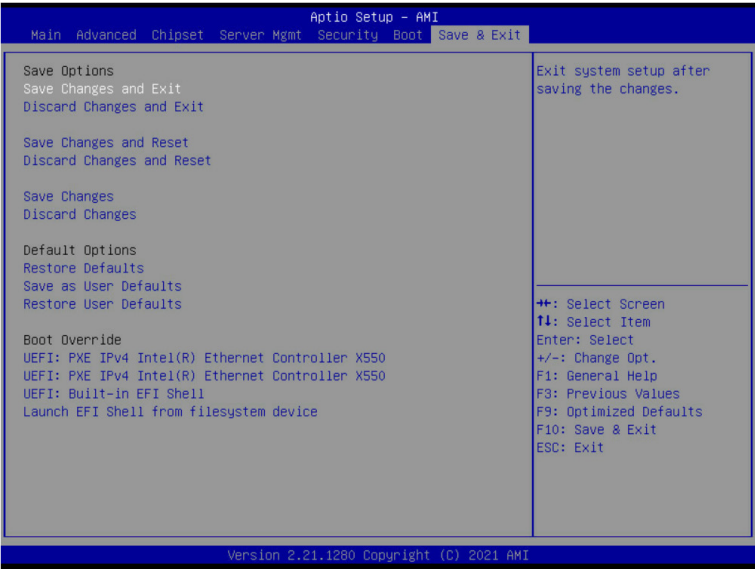 Aptio Setup – AMI
Main Advanced Chipset Server Mgmt Security Boot Save & Exit
Save Options
Save Changes and Exit
Discard Changes and Exit
Save Changes and Reset
Discard Changes and Reset
Save Changes
Discard Changes
Default Options
Restore Defaults
Save as User Defaults
Restore User Defaults
Boot Override
UEFI: PXE IPv4 Intel(R) Ethernet Controller X550
UEFI: PXE IPv4 Intel(R) Ethernet Controller X550
UEFI: Built-in EFI Shell
Launch EFI Shell from filesystem device
Exit system setup after
saving the changes.
→←: Select Screen
↑↓: Select Item
Enter: Select
+/-: Change Opt.
F1: General Help
F3: Previous Values
F9: Optimized Defaults
F10: Save & Exit
ESC: Exit
Version 2.21.1280 Copyright (C) 2021 AMI